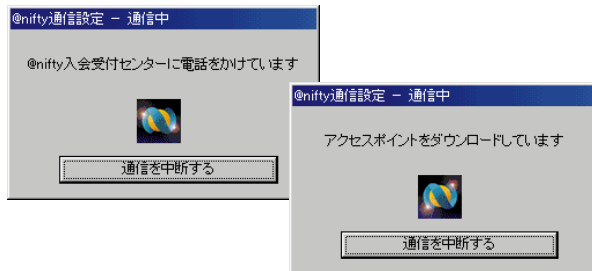 @nifty通信設定 － 通信中
@nifty入会受付センターに電話をかけています
通信を中断する
@nifty通信設定 － 通信中
アクセスポイントをダウンロードしています
通信を中断する